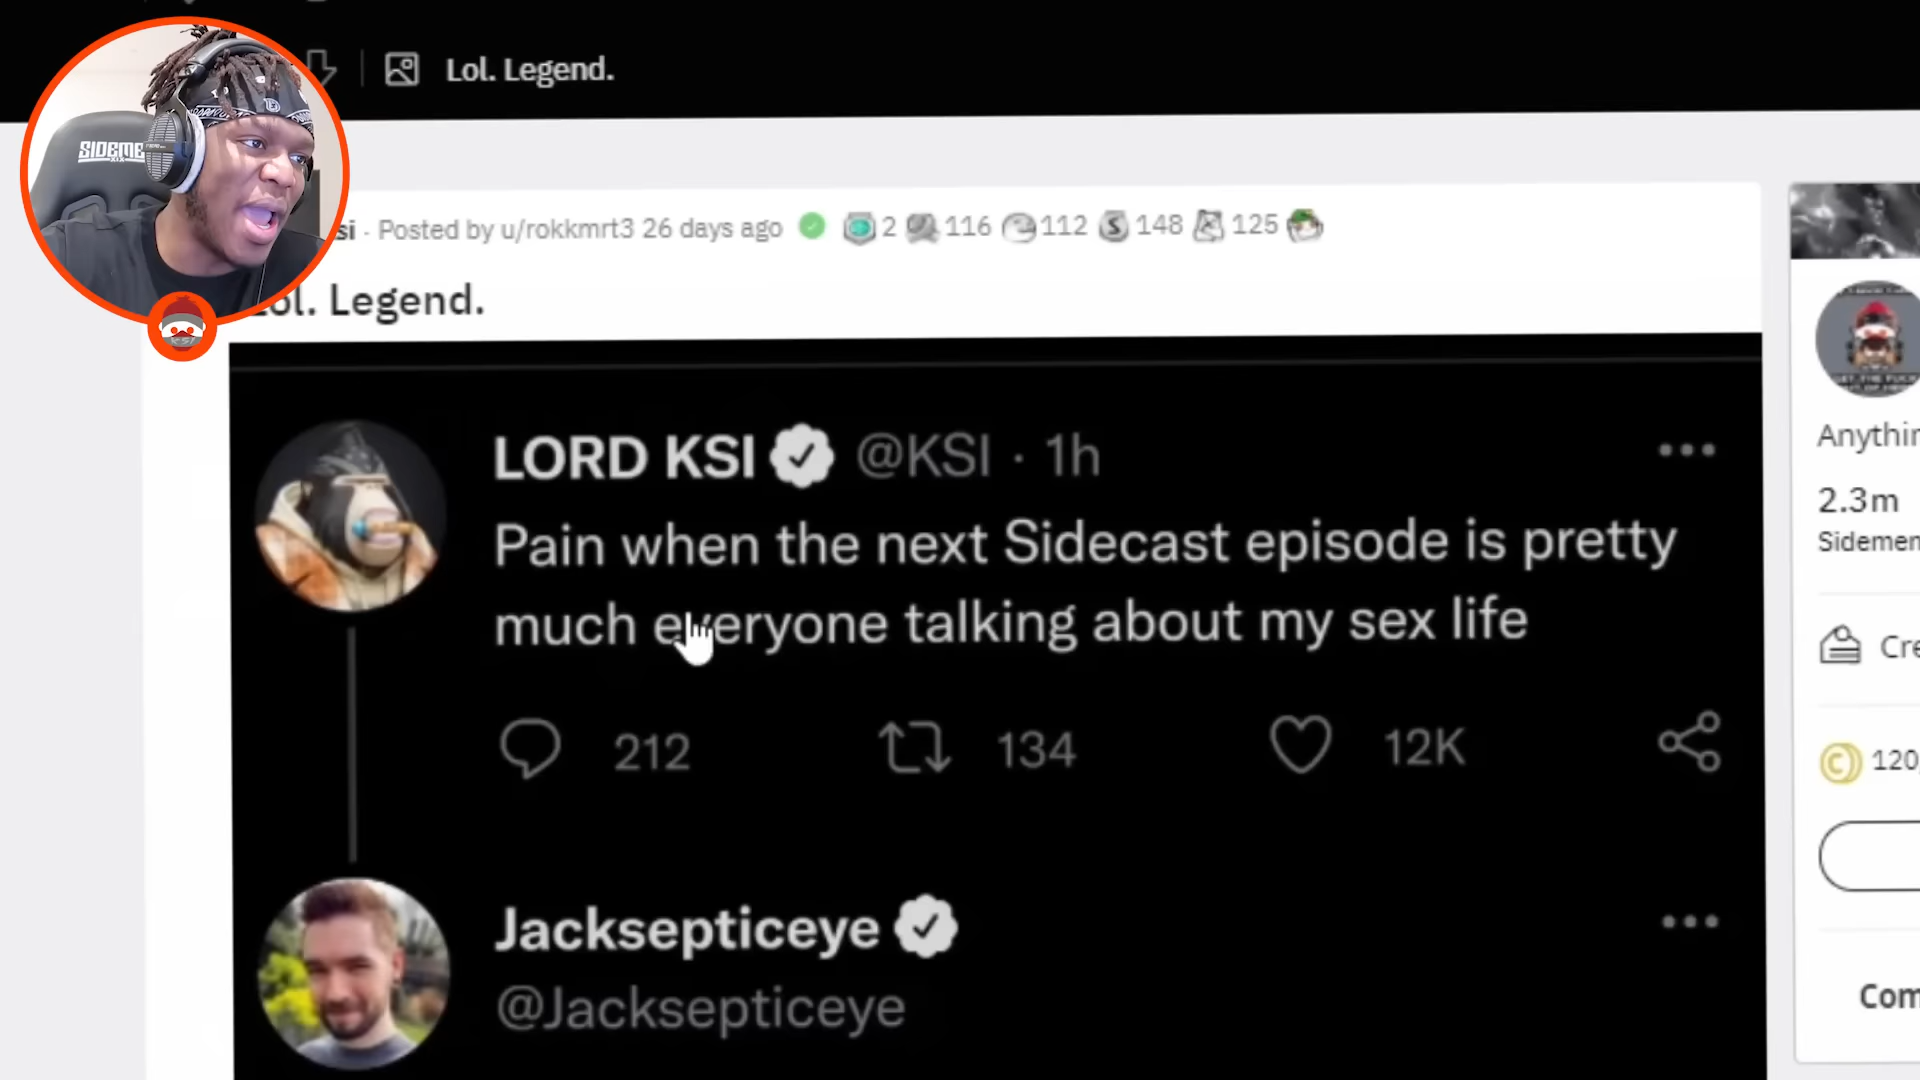 Lol. Legend.
SIDEME
si · Posted by u/rokkmrt3 26 days ago 2 116 112 148 125
Lol. Legend.
LORD KSI @KSI · 1h
Pain when the next Sidecast episode is pretty
much everyone talking about my sex life
212 134 12K
Jacksepticeye
@Jacksepticeye
Anythin
2.3m
Sidemen
Cre
120
Com